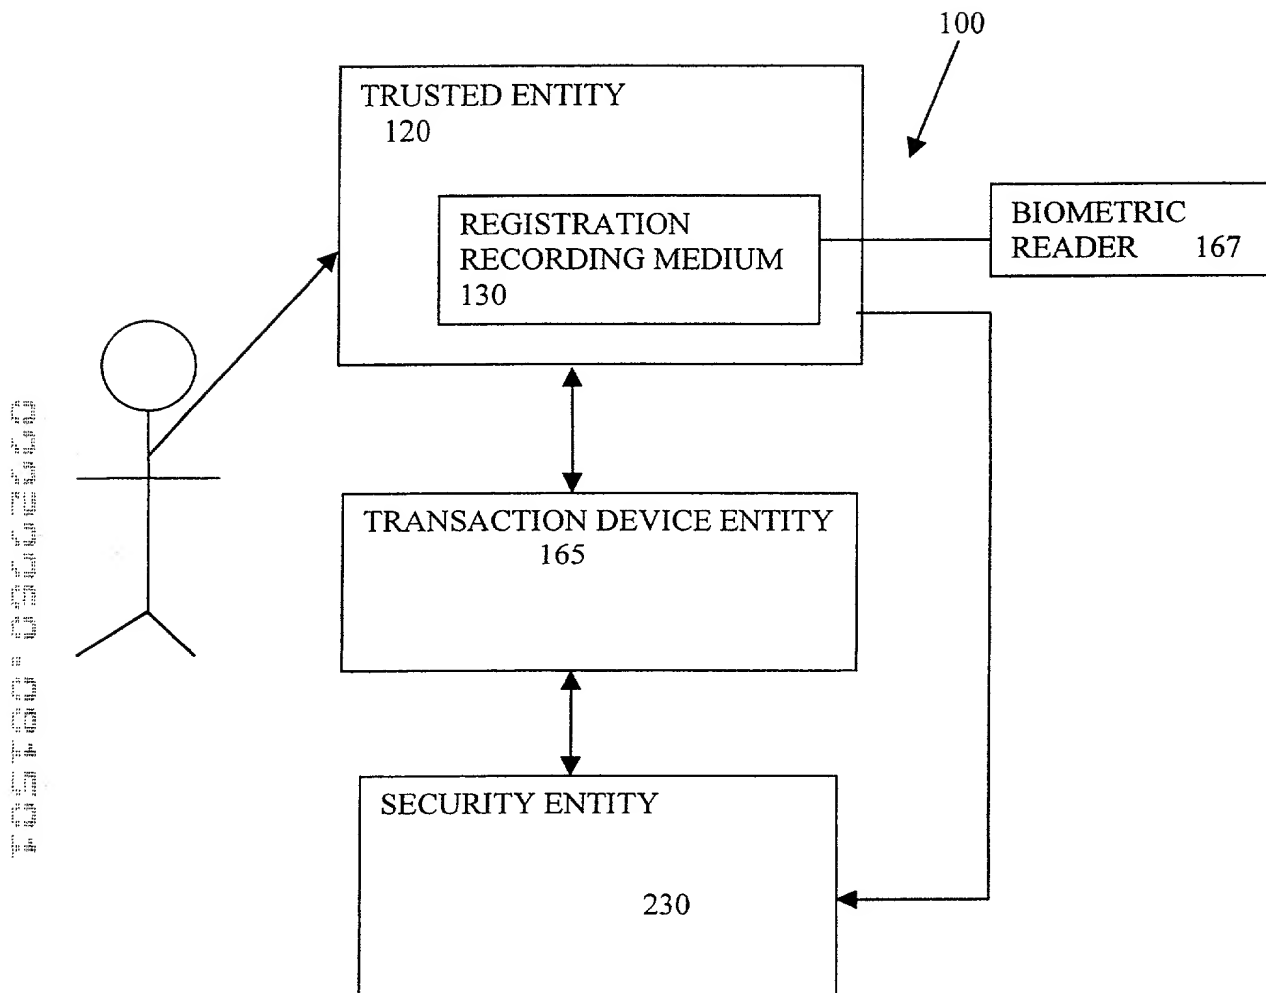 100
TRUSTED ENTITY
120
REGISTRATION
RECORDING MEDIUM
130
BIOMETRIC
READER 167
TRANSACTION DEVICE ENTITY
165
SECURITY ENTITY
230